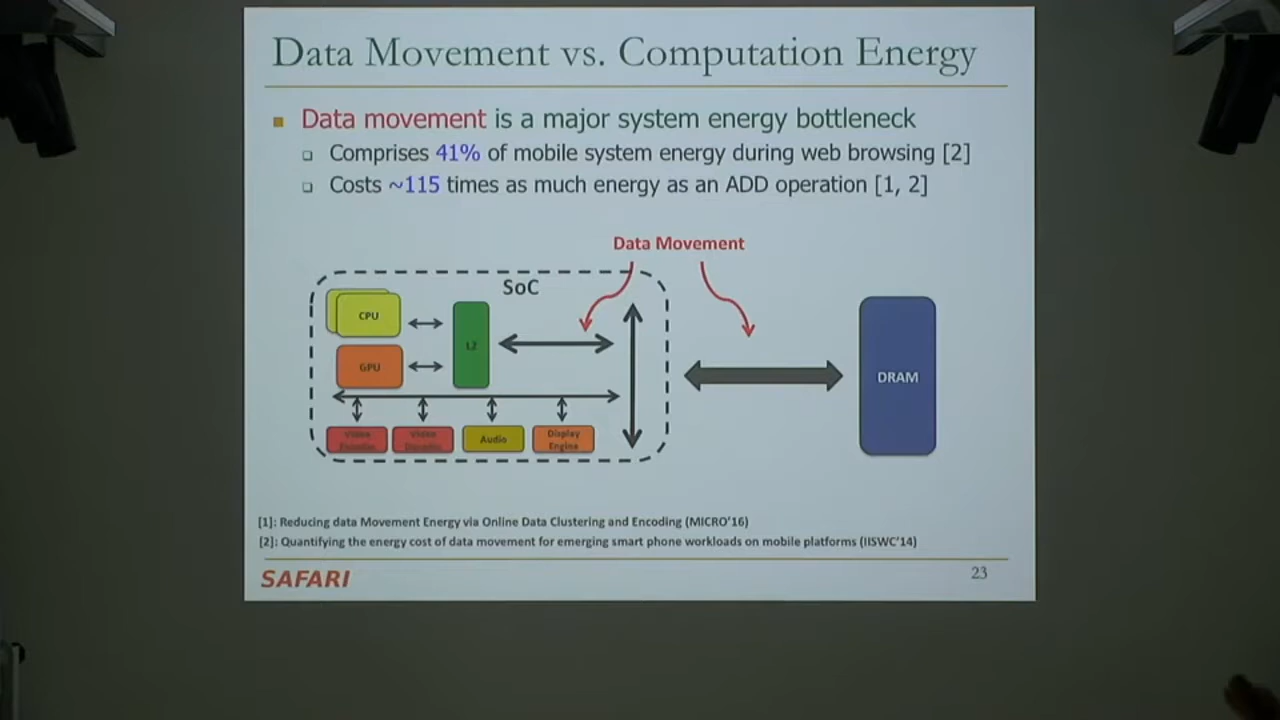 Data Movement vs. Computation Energy
Data movement is a major system energy bottleneck
Comprises 41% of mobile system energy during web browsing [2]
Costs ~115 times as much energy as an ADD operation [1, 2]
Data Movement
SoC
CPU
L2
GPU
DRAM
Video
Video
Audio
Display
Engine
[1]: Reducing data Movement Energy via Online Data Clustering and Encoding (MICRO'16)
[2]: Quantifying the energy cost of data movement for emerging smart phone workloads on mobile platforms (IISWC'14)
SAFARI
23